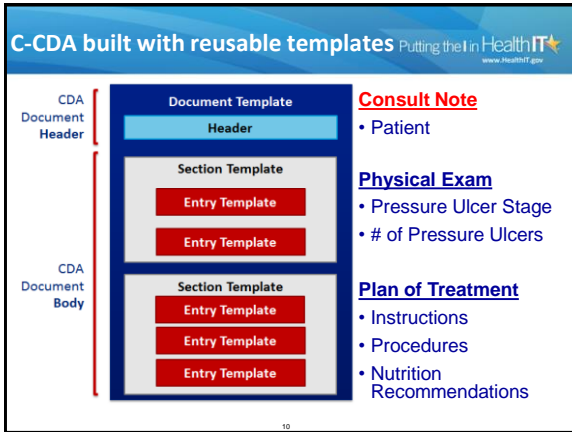 C-CDA built with reusable templates
Putting the I in HealthIT
www.HealthIT.gov
CDA
Document
Header
Document Template
Header
Consult Note
• Patient
CDA
Document
Body
Section Template
Entry Template
Entry Template
Physical Exam
• Pressure Ulcer Stage
• # of Pressure Ulcers
Section Template
Entry Template
Entry Template
Entry Template
Plan of Treatment
• Instructions
• Procedures
• Nutrition
Recommendations
10